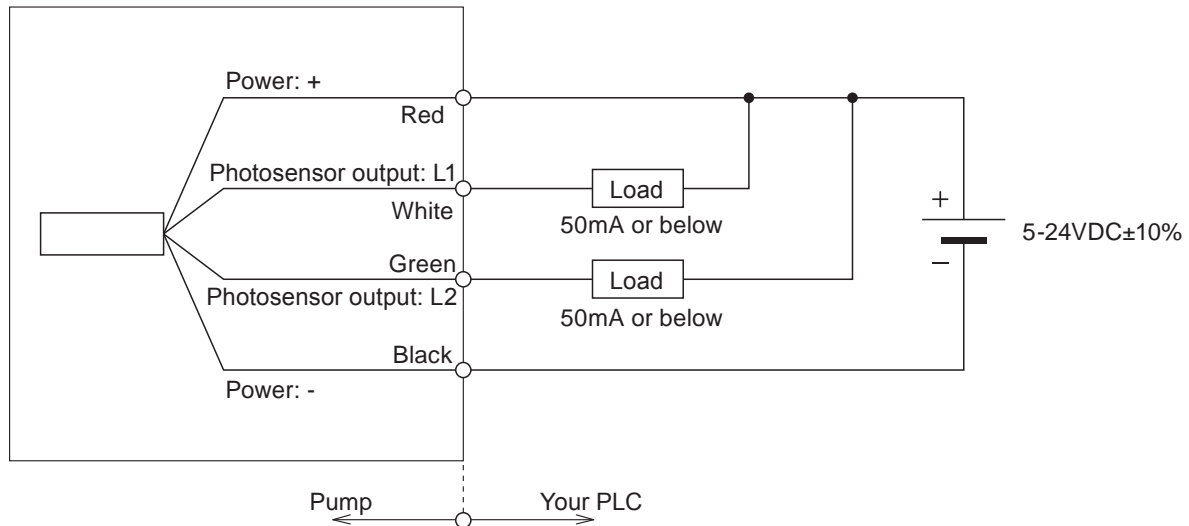 Power: +
Red
Photosensor output: L1
White
Load
50mA or below
+
5-24VDC±10%
−
Green
Photosensor output: L2
Load
50mA or below
Black
Power: -
Pump
Your PLC